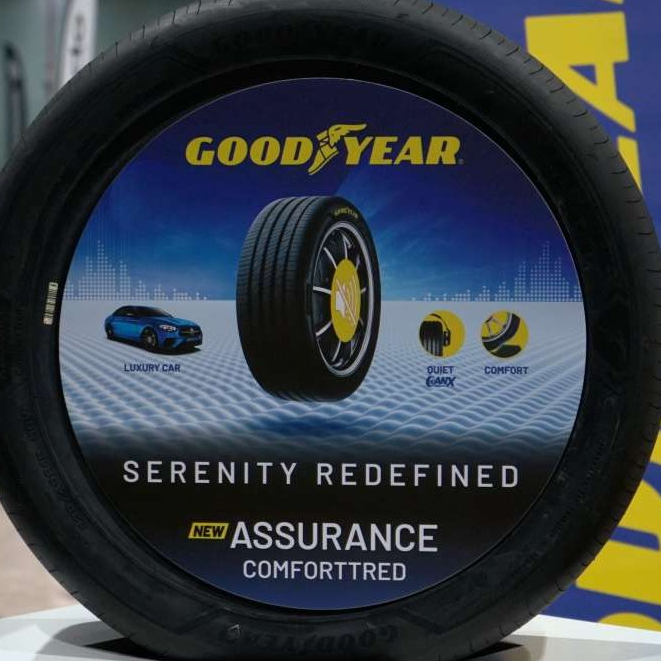 GOODYEAR
LUXURY CAR
QUIET
COMFORT
SERENITY REDEFINED
NEW ASSURANCE
COMFORTTRED